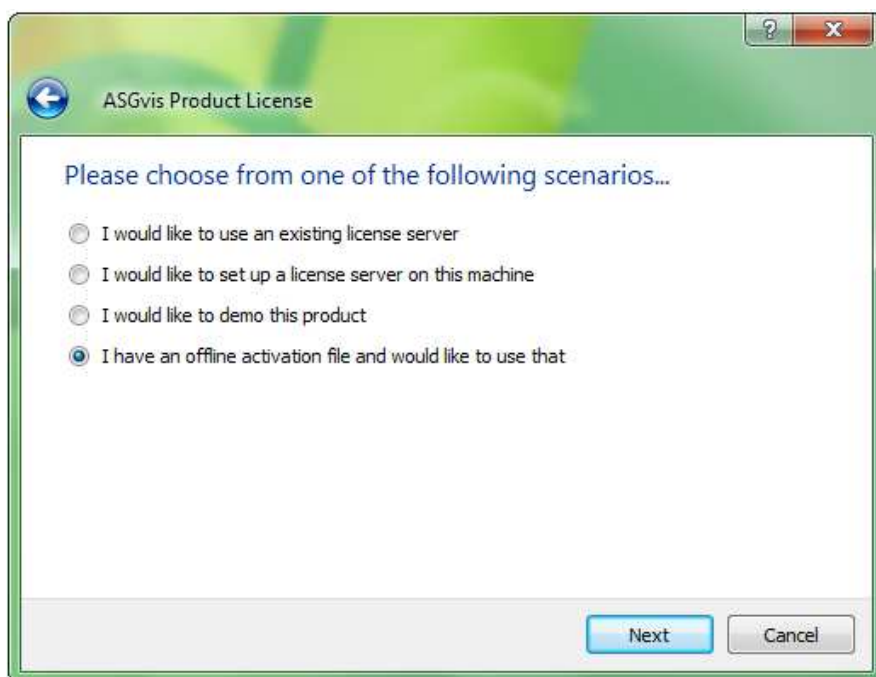 ASGvis Product License
Please choose from one of the following scenarios...
I would like to use an existing license server
I would like to set up a license server on this machine
I would like to demo this product
I have an offline activation file and would like to use that
Next
Cancel